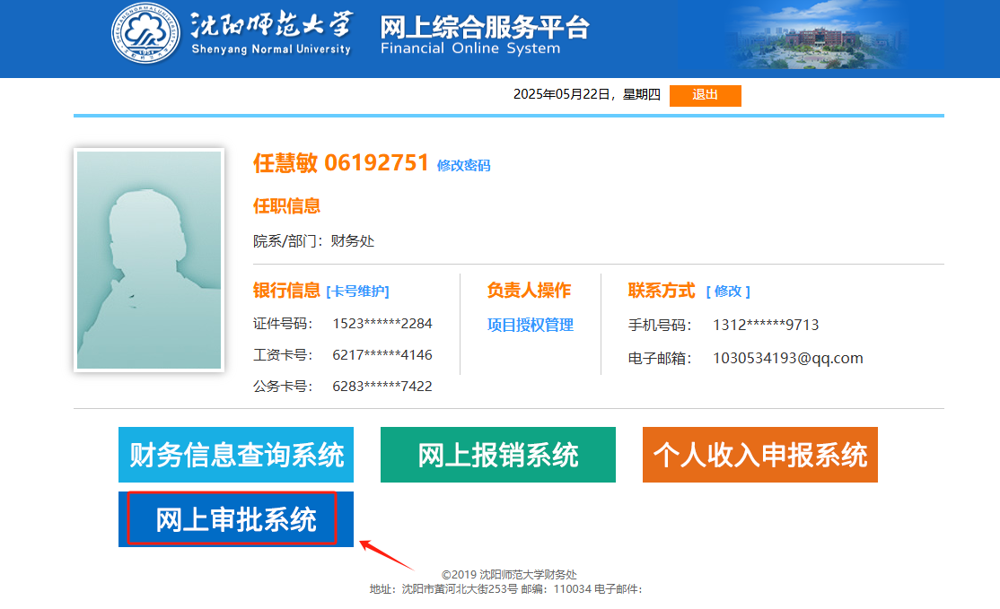 沈阳师范大学
Shenyang Normal University
网上综合服务平台
Financial Online System
2025年05月22日，星期四 退出
任慧敏 06192751 修改密码
任职信息
院系/部门：财务处
银行信息 [卡号维护]
证件号码： 1523******2284
工资卡号： 6217******4146
公务卡号： 6283******7422
负责人操作
项目授权管理
联系方式 [ 修改 ]
手机号码： 1312******9713
电子邮箱： 1030534193@qq.com
财务信息查询系统 网上报销系统 个人收入申报系统
网上审批系统
©2019 沈阳师范大学财务处
地址：沈阳市黄河北大街253号 邮编：110034 电子邮件：